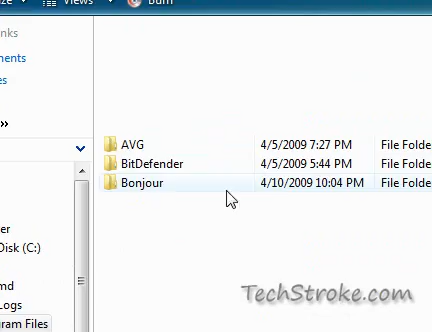 Views Burn
nks
ments
es
»
AVG 4/5/2009 7:27 PM File Folde
BitDefender 4/5/2009 5:44 PM File Folde
Bonjour 4/10/2009 10:04 PM File Folde
er
Disk (C:)
md
Logs
gram Files
TechStroke.com